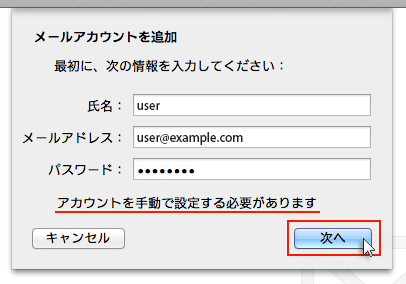 メールアカウントを追加
最初に、次の情報を入力してください：
氏名： user
メールアドレス： user@example.com
パスワード： ●●●●●●●●
アカウントを手動で設定する必要があります
キャンセル 次へ